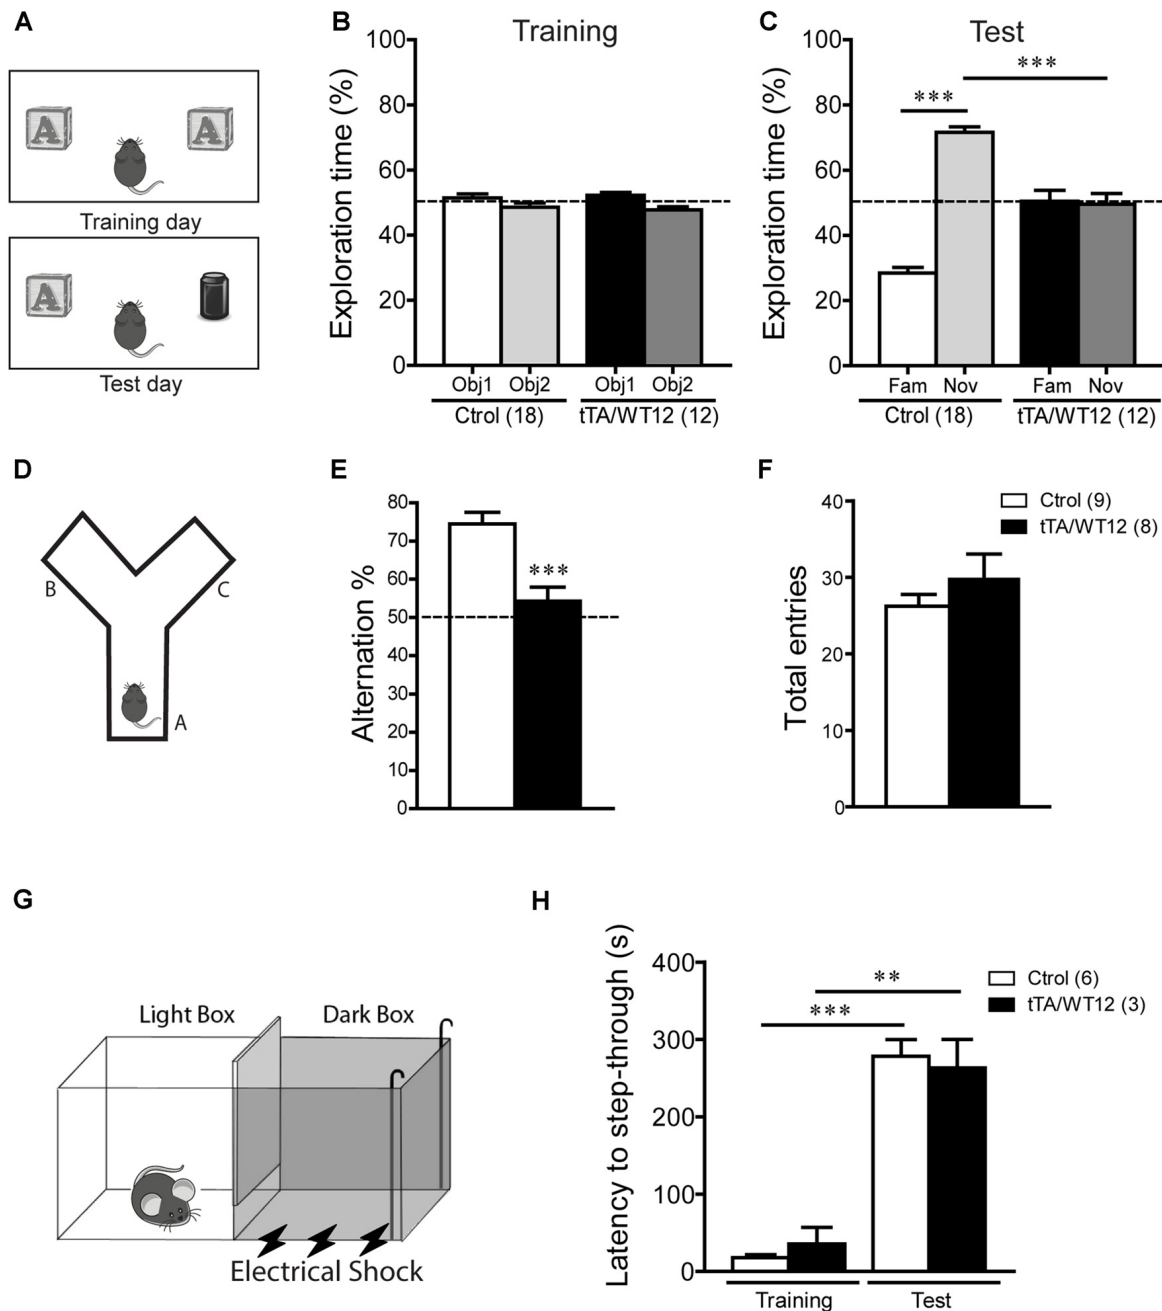 A
A A
Training day
A
Test day
B
Training
Exploration time (%)
100
80
60
40
20
0
Obj1 Obj2 Obj1 Obj2
Ctrol (18) tTA/WT12 (12)
C
Test
Exploration time (%)
100
80
60
40
20
0
***
***
Fam Nov Fam Nov
Ctrol (18) tTA/WT12 (12)
D
B
C
A
E
Alternation %
80
70
60
50
40
30
20
10
0
***
F
Total entries
40
30
20
10
0
Ctrol (9)
tTA/WT12 (8)
G
Light Box Dark Box
Electrical Shock
H
Latency to step-through (s)
400
300
200
100
0
***
**
Ctrol (6)
tTA/WT12 (3)
Training Test